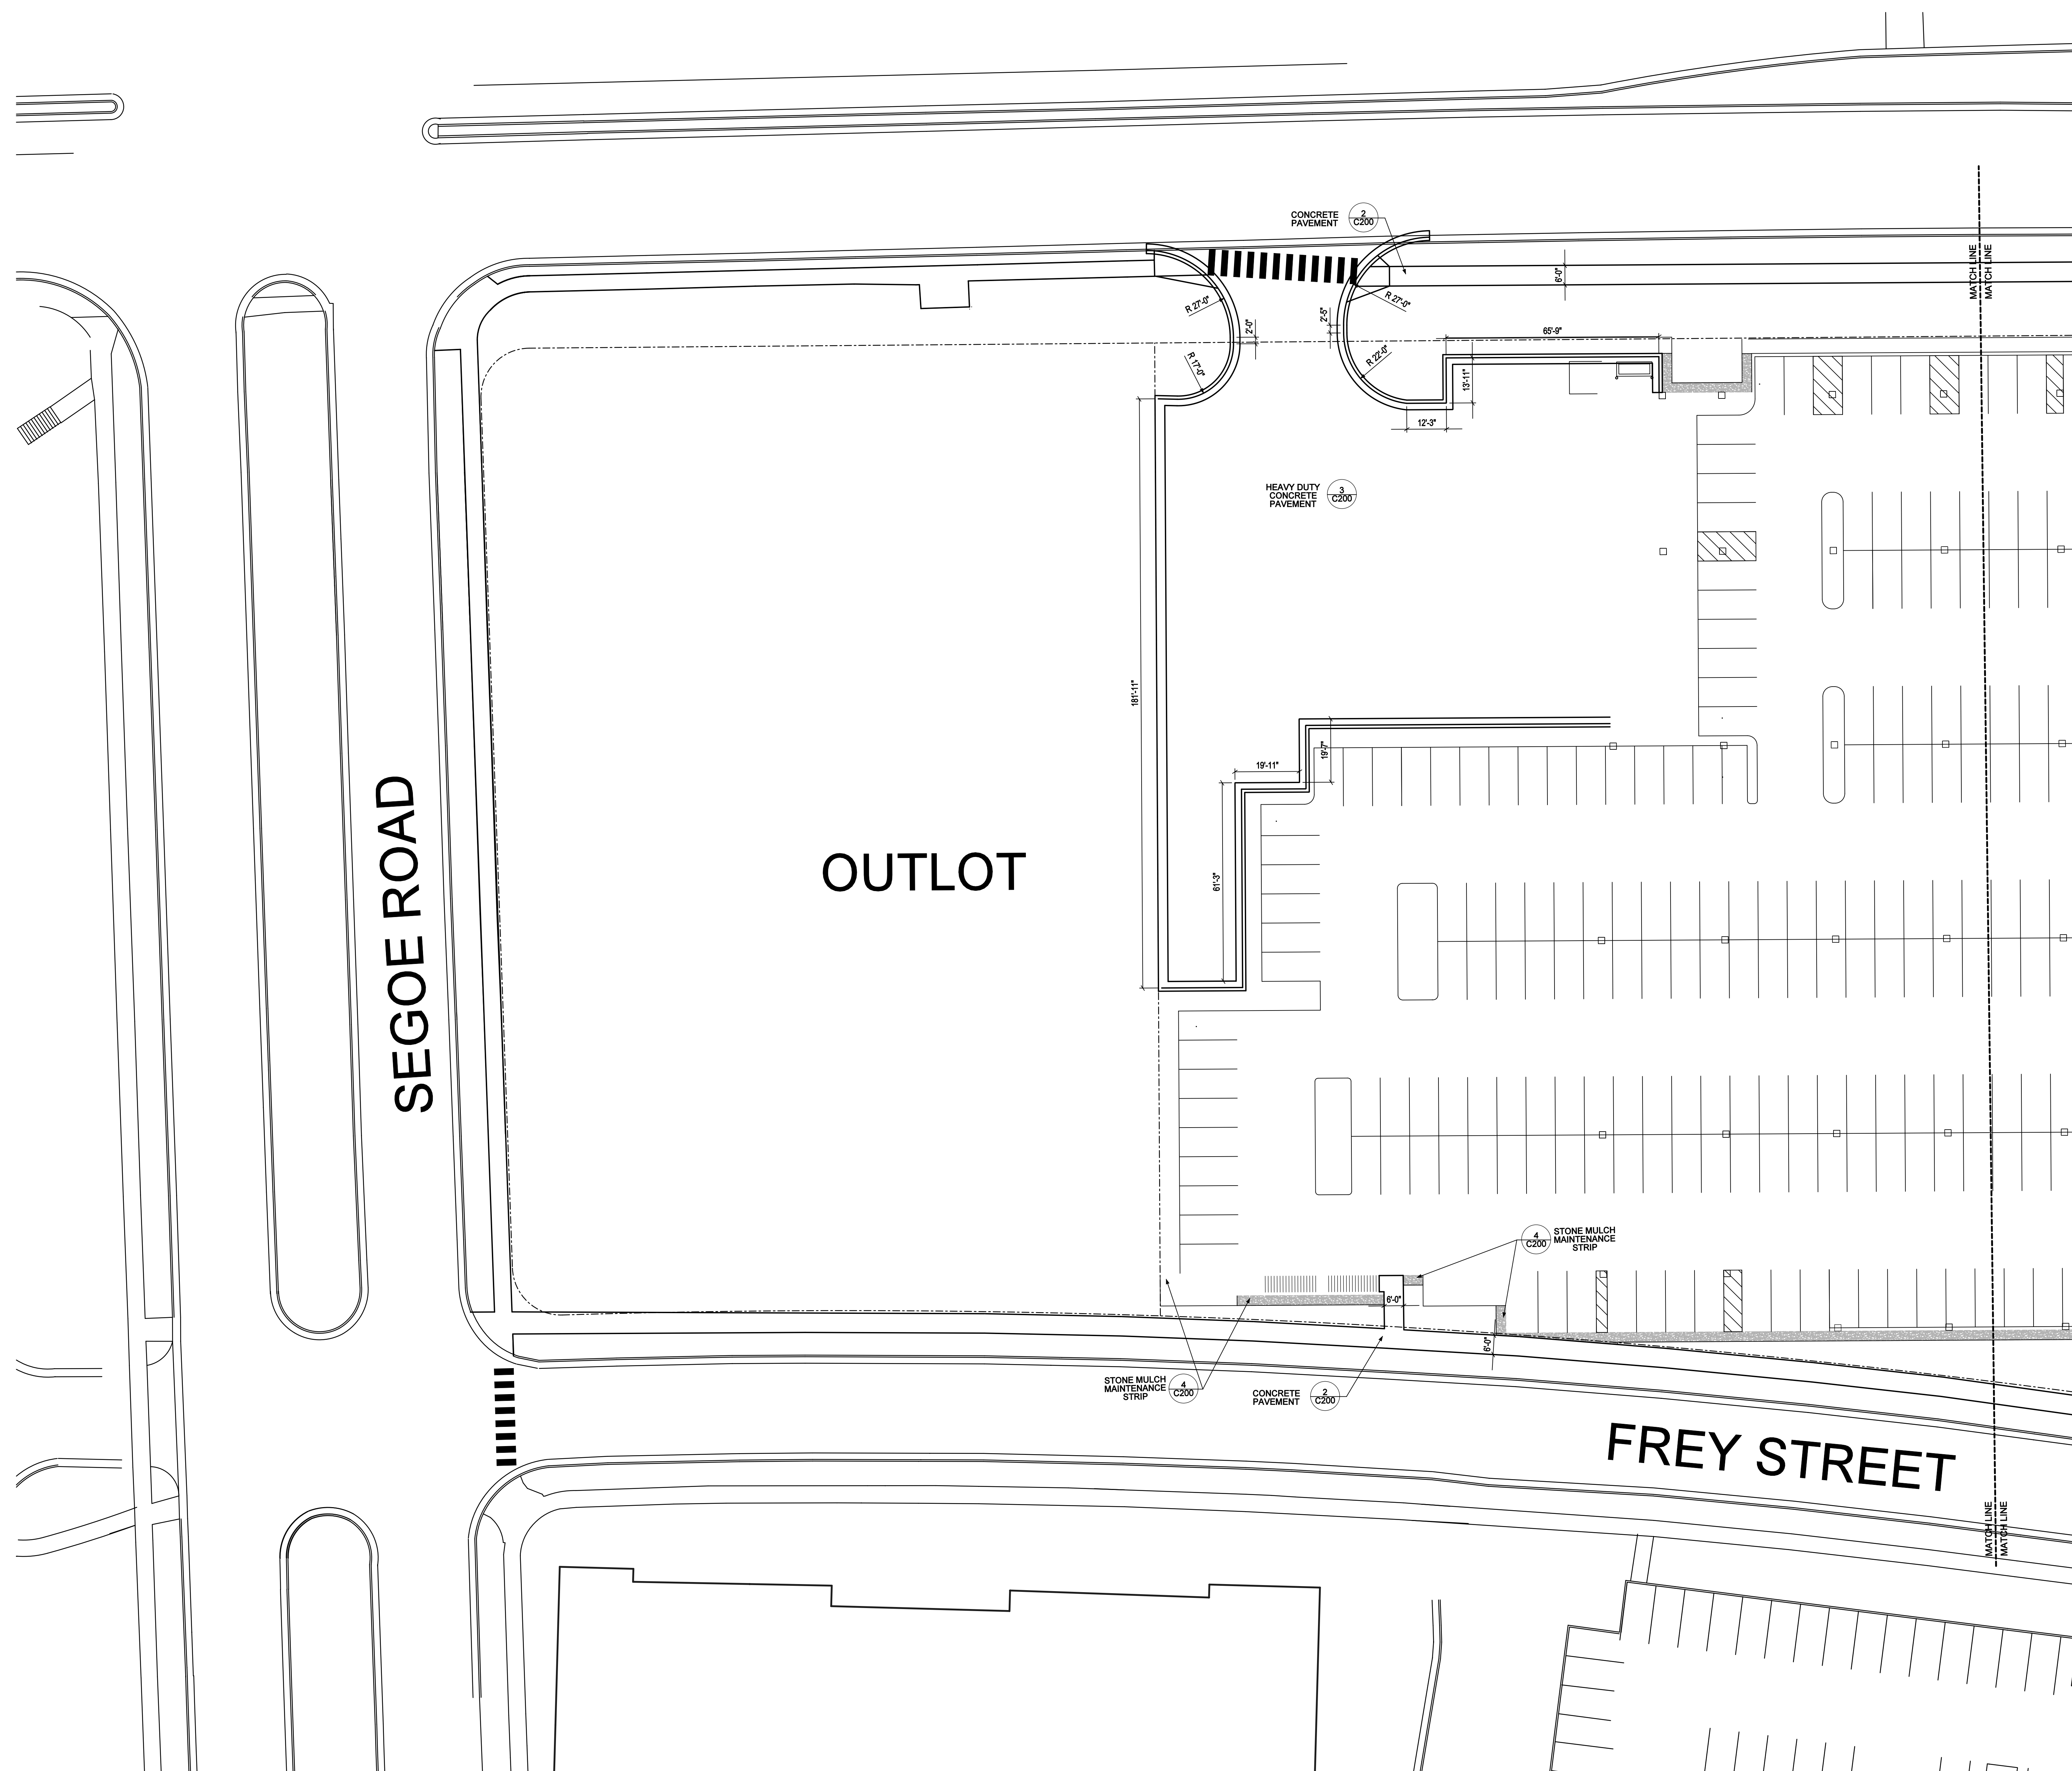 CONCRETE
PAVEMENT
2
C200
MATCH LINE
MATCH LINE
6'-0"
R 27'-0"
R 27'-0"
2'-0"
2'-5"
65'-9"
R 17'-0"
R 22'-0"
13'-11"
12'-3"
HEAVY DUTY
CONCRETE
PAVEMENT
3
C200
181'-11"
19'-7"
19'-11"
61'-3"
OUTLOT
SEGOE ROAD
4
C200
STONE MULCH
MAINTENANCE
STRIP
6'-0"
6'-0"
STONE MULCH
MAINTENANCE
STRIP
4
C200
CONCRETE
PAVEMENT
2
C200
FREY STREET
MATCH LINE
MATCH LINE